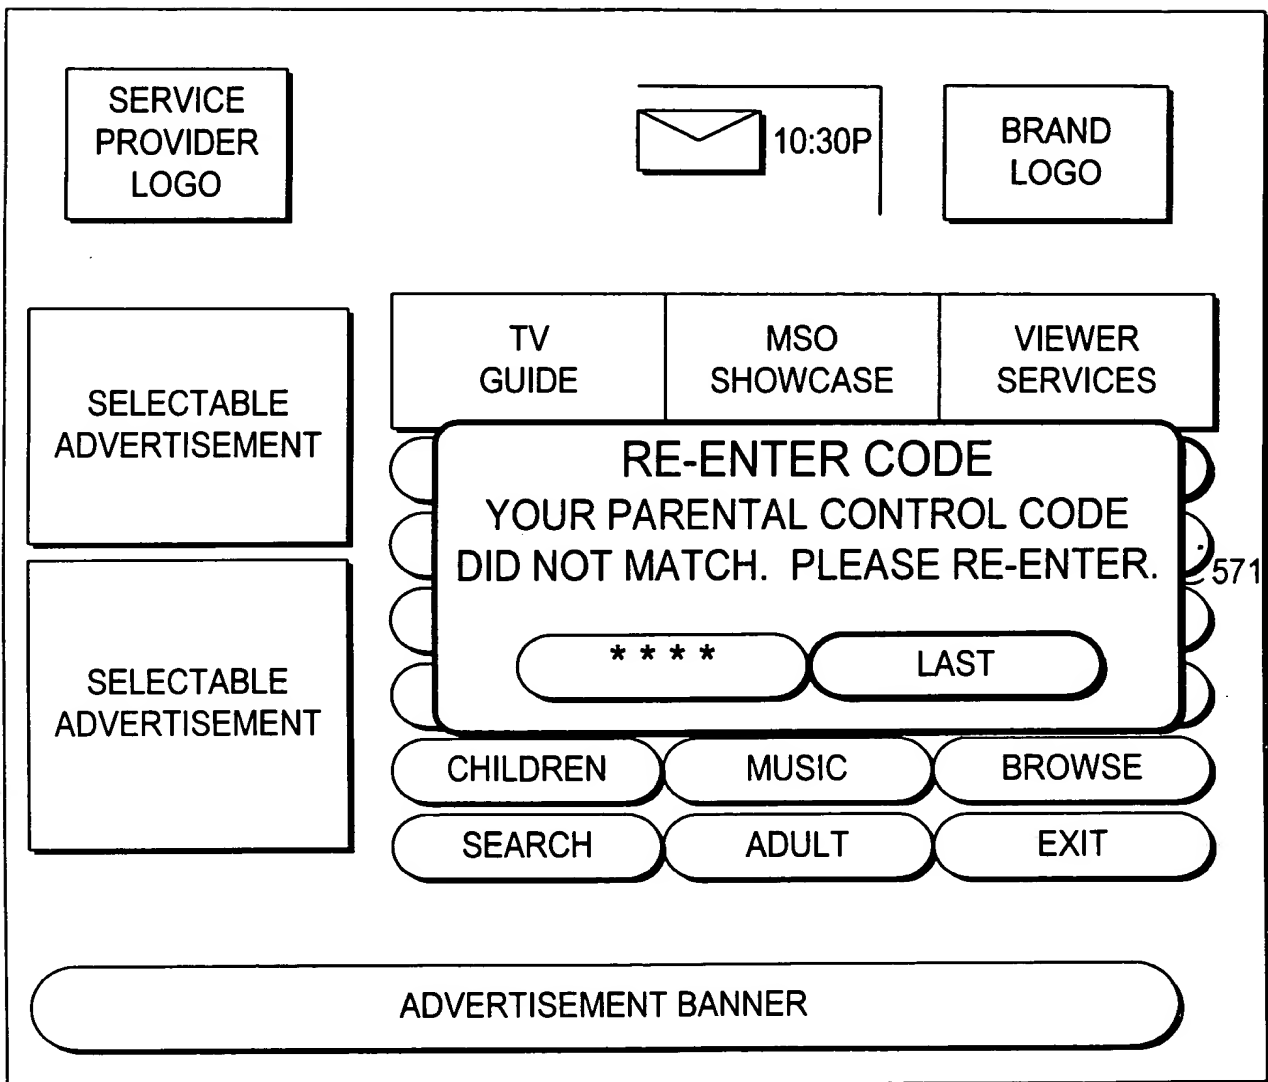 SERVICE
PROVIDER
LOGO
10:30P
BRAND
LOGO
SELECTABLE
ADVERTISEMENT
SELECTABLE
ADVERTISEMENT
TV
GUIDE
MSO
SHOWCASE
VIEWER
SERVICES
RE-ENTER CODE
YOUR PARENTAL CONTROL CODE
DID NOT MATCH. PLEASE RE-ENTER.
571
* * * *
LAST
CHILDREN
MUSIC
BROWSE
SEARCH
ADULT
EXIT
ADVERTISEMENT BANNER